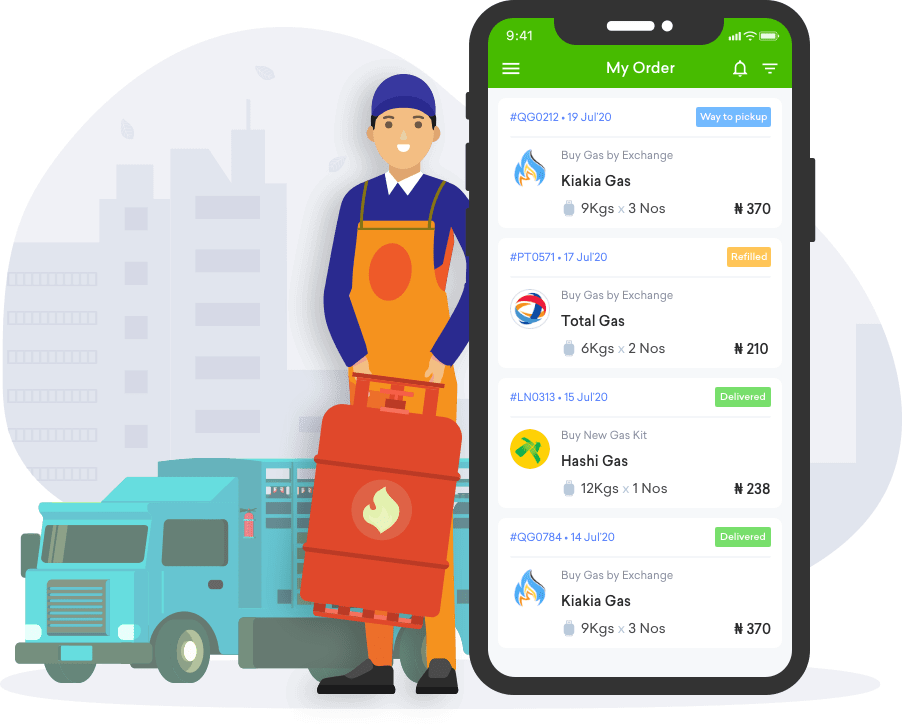 9:41
My Order
#QG0212 • 19 Jul'20 Way to pickup
Buy Gas by Exchange
Kiakia Gas
9Kgs x 3 Nos ₦ 370
#PT0571 • 17 Jul'20 Refilled
Buy Gas by Exchange
Total Gas
6Kgs x 2 Nos ₦ 210
#LN0313 • 15 Jul'20 Delivered
Buy New Gas Kit
Hashi Gas
12Kgs x 1 Nos ₦ 238
#QG0784 • 14 Jul'20 Delivered
Buy Gas by Exchange
Kiakia Gas
9Kgs x 3 Nos ₦ 370